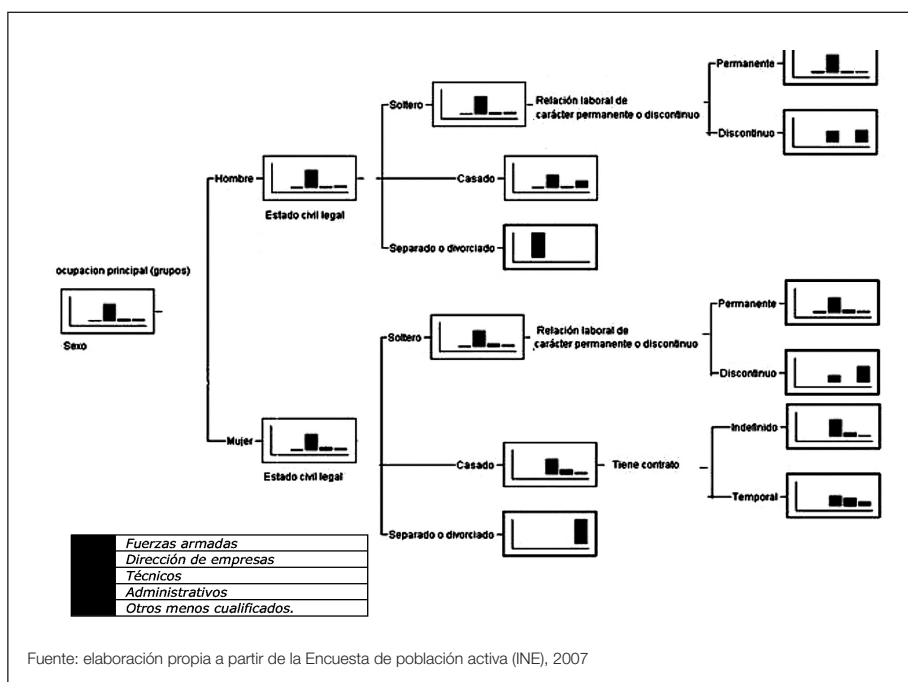 ocupacion principal (grupos)
Sexo
Hombre
Estado civil legal
Soltero
Relación laboral de
carácter permanente o discontinuo
Permanente
Discontinuo
Casado
Separado o divorciado
Mujer
Estado civil legal
Soltero
Relación laboral de
carácter permanente o discontinuo
Permanente
Discontinuo
Casado
Tiene contrato
Indefinido
Temporal
Separado o divorciado
Fuerzas armadas
Dirección de empresas
Técnicos
Administrativos
Otros menos cualificados.
Fuente: elaboración propia a partir de la Encuesta de población activa (INE), 2007